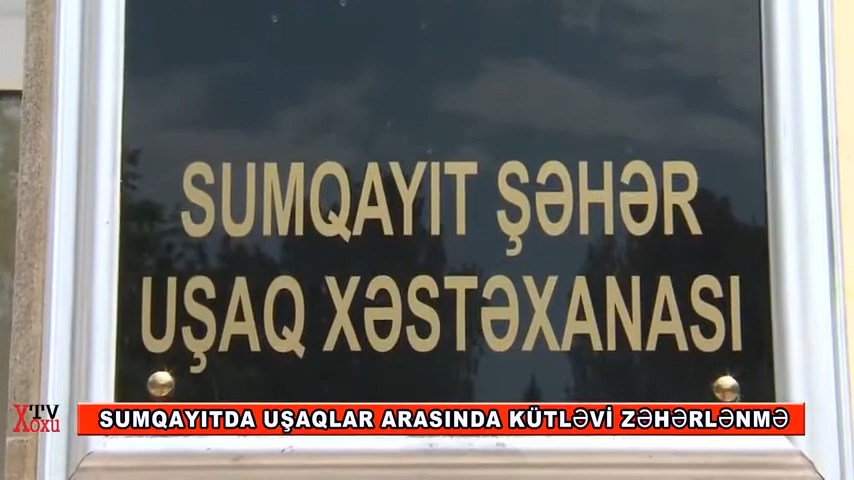 SUMQAYIT ŞƏHƏR
UŞAQ XƏSTƏXANASI
XTV
Xoxu
SUMQAYITDA UŞAQLAR ARASINDA KÜTLƏVİ ZƏHƏRLƏNMƏ